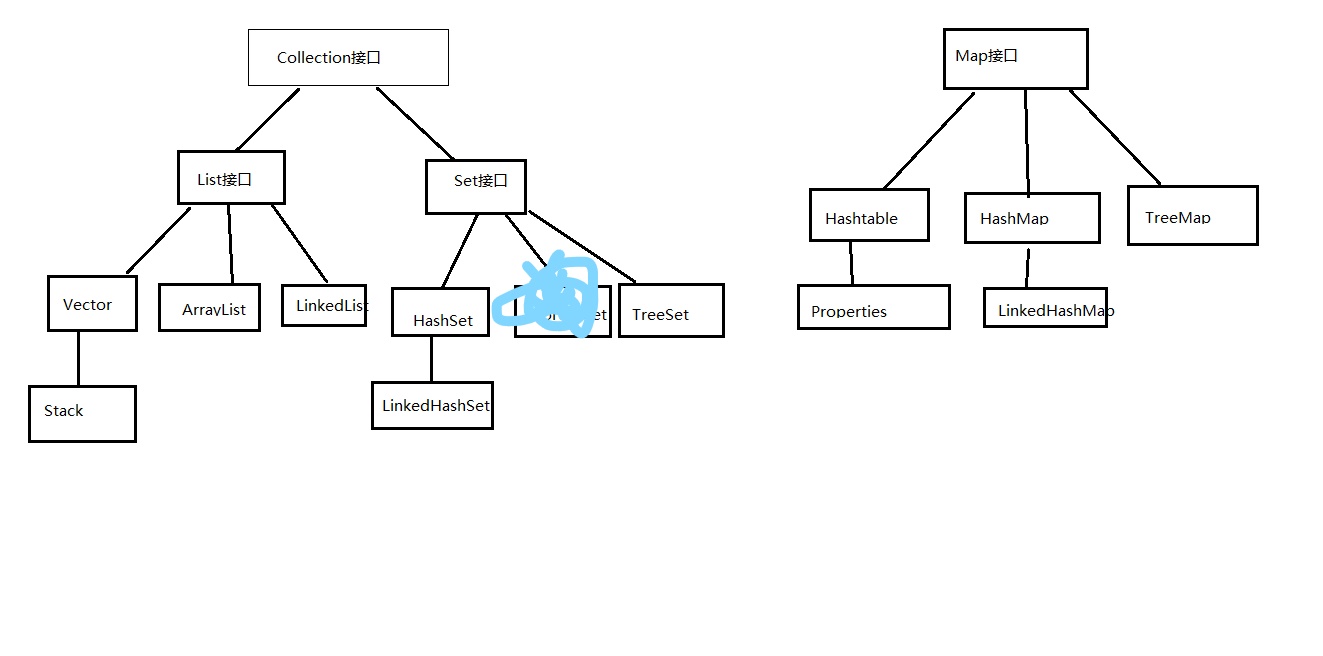 Collection接口
Map接口
List接口
Set接口
Hashtable
HashMap
TreeMap
Vector
ArrayList
LinkedList
HashSet
TreeSet
Properties
LinkedHashMap
Stack
LinkedHashSet